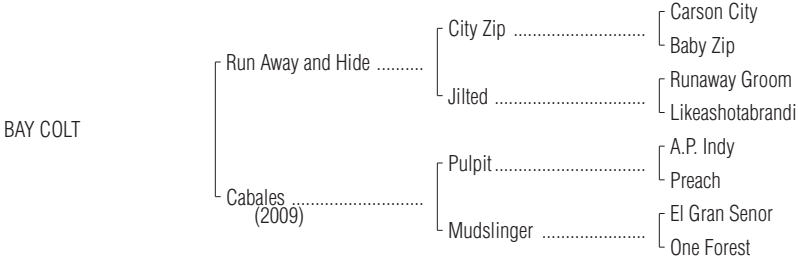 Carson City
City Zip ............................
Baby Zip
Run Away and Hide ..........
Runaway Groom
Jilted ................................
Likeashotabrandi
BAY COLT
A.P. Indy
Pulpit................................
Preach
Cabales ............................
(2009)
El Gran Senor
Mudslinger ......................
One Forest